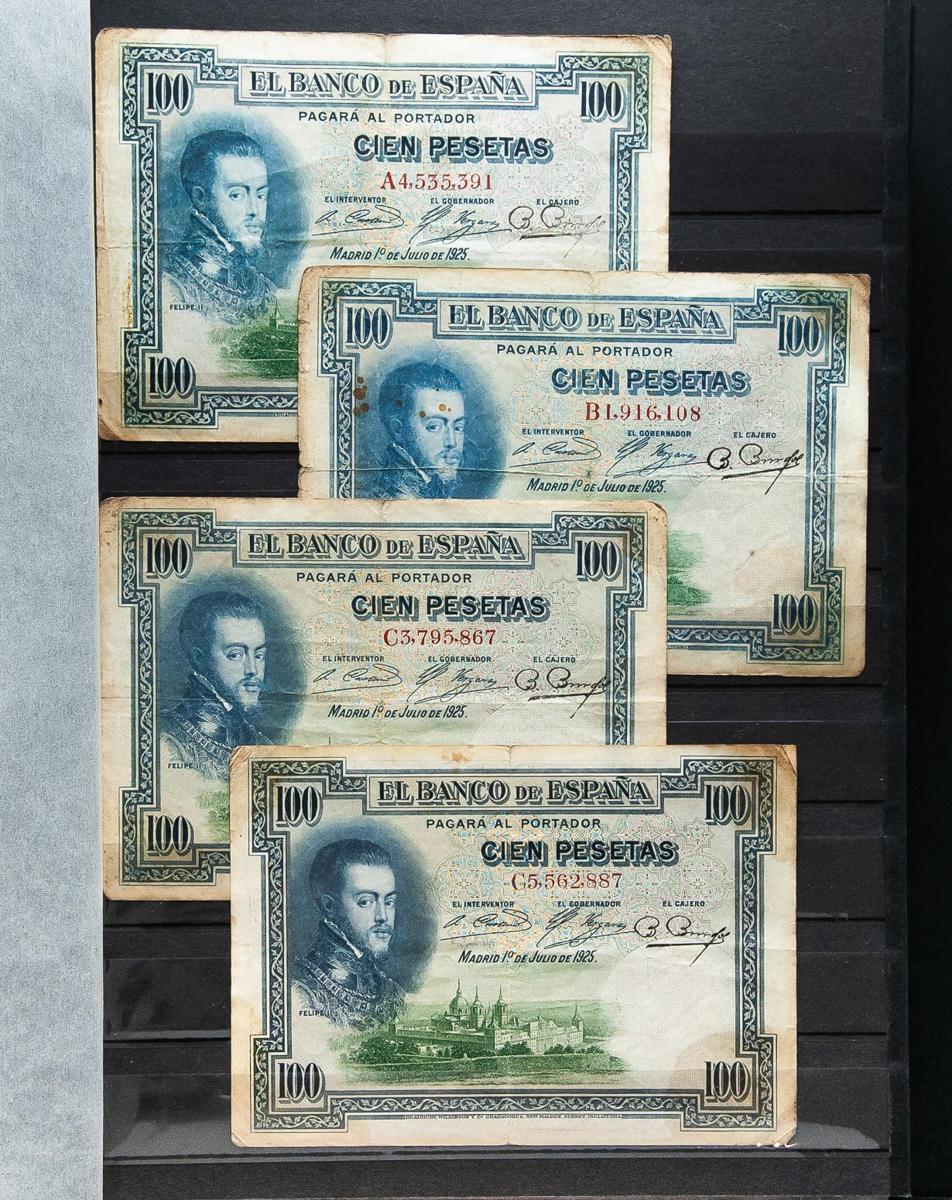 100 EL BANCO DE ESPAÑA 100
PAGARÁ AL PORTADOR
CIEN PESETAS
A4,535,391
EL INTERVENTOR EL GOBERNADOR EL CAJERO
MADRID 1º DE JULIO DE 1925.
FELIPE II
100
100 EL BANCO DE ESPAÑA 100
PAGARÁ AL PORTADOR
CIEN PESETAS
B1,916,108
EL INTERVENTOR EL GOBERNADOR EL CAJERO
MADRID 1º DE JULIO DE 1925.
100
100 EL BANCO DE ESPAÑA 100
PAGARÁ AL PORTADOR
CIEN PESETAS
C3,795,867
EL INTERVENTOR EL GOBERNADOR EL CAJERO
MADRID 1º DE JULIO DE 1925.
FELIPE II
100
100 EL BANCO DE ESPAÑA 100
PAGARÁ AL PORTADOR
CIEN PESETAS
C5,562,887
EL INTERVENTOR EL GOBERNADOR EL CAJERO
MADRID 1º DE JULIO DE 1925.
FELIPE II
100 100